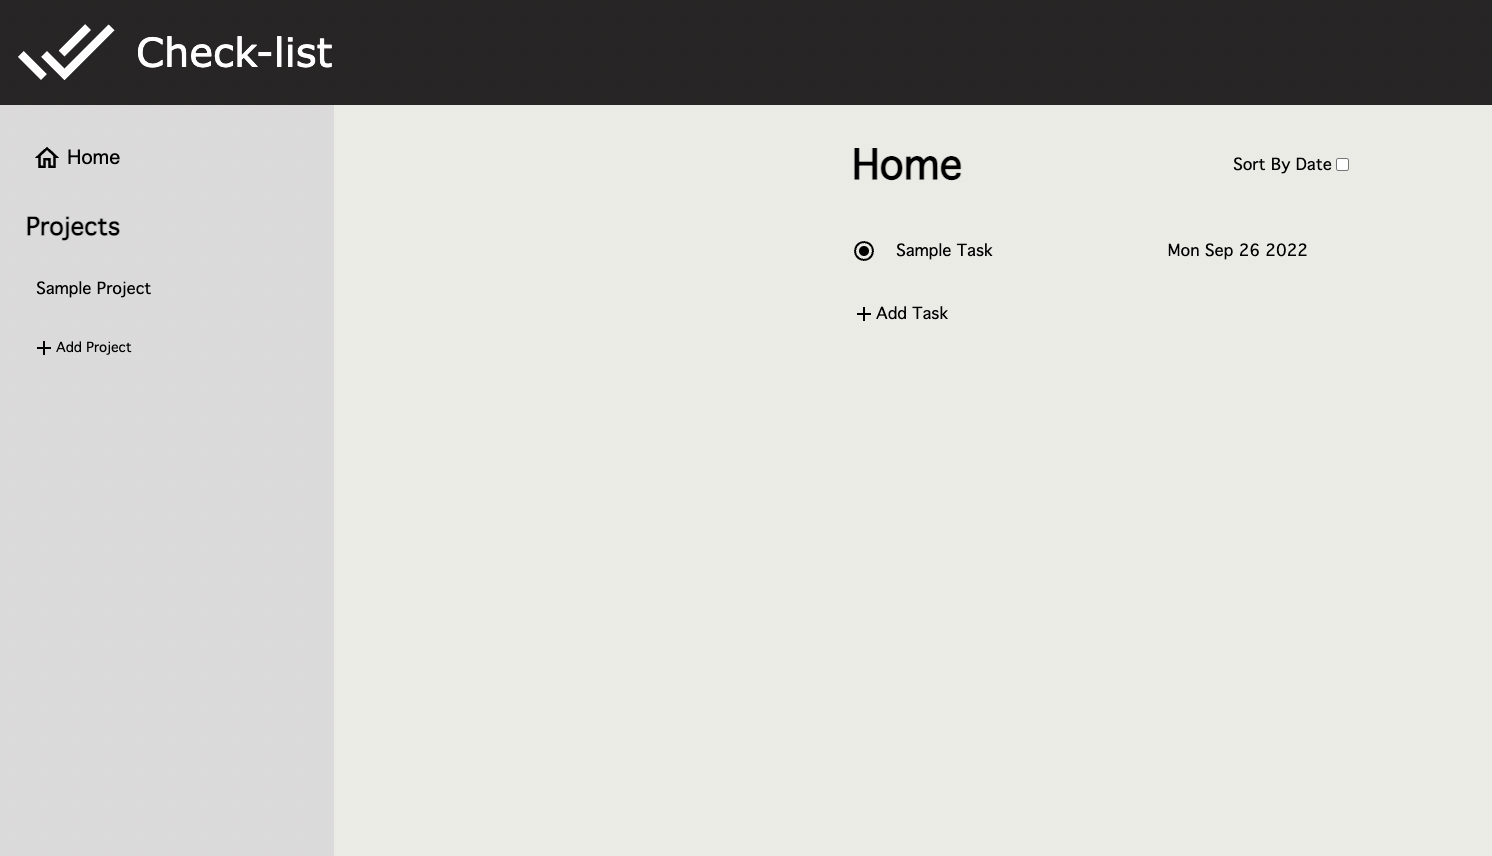 Check-list
Home
Projects
Sample Project
Add Project
Home
Sort By Date
Sample Task
Mon Sep 26 2022
Add Task